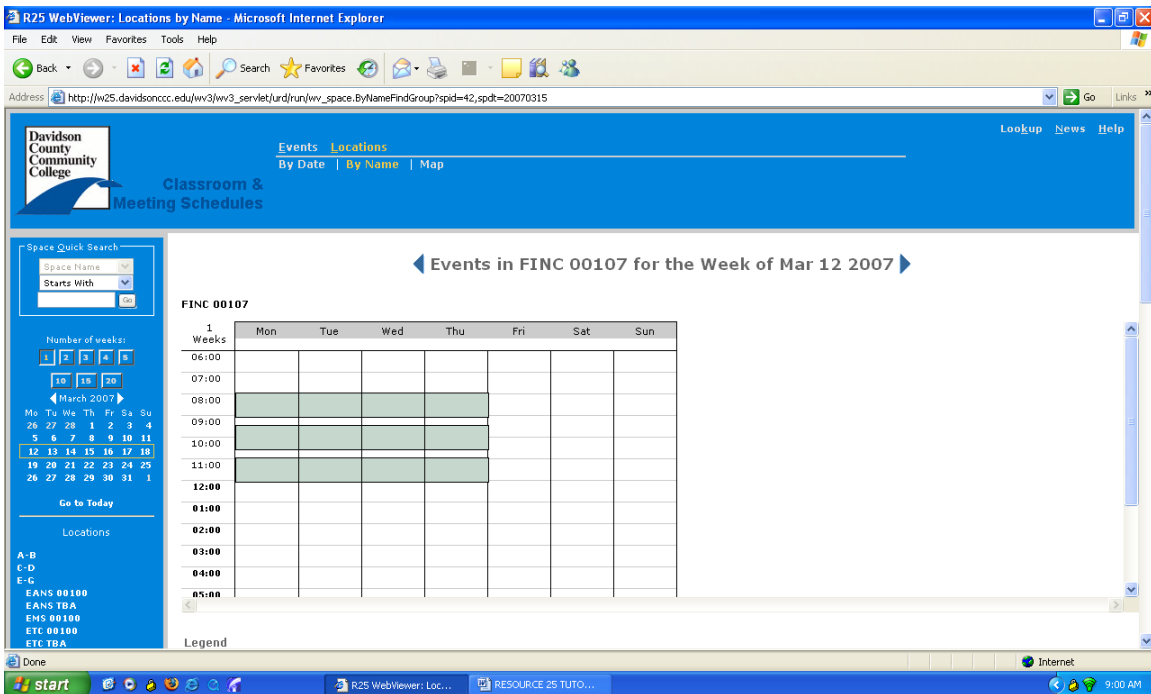 R25 WebViewer: Locations by Name - Microsoft Internet Explorer
File Edit View Favorites Tools Help
Back Search Favorites
Address http://w25.davidsonccc.edu/wv3/wv3_servlet/urd/run/wv_space.ByNameFindGroup?spid=42,spdt=20070315 Go Links »
Davidson
County
Community
College
Classroom &
Meeting Schedules
Events Locations
By Date | By Name | Map
Lookup News Help
Space Quick Search
Space Name
Starts With
Go
Number of weeks:
1 2 3 4 5
10 15 20
March 2007
Mo Tu We Th Fr Sa Su
26 27 28 1 2 3 4
5 6 7 8 9 10 11
12 13 14 15 16 17 18
19 20 21 22 23 24 25
26 27 28 29 30 31 1
Go to Today
Locations
A-B
C-D
E-G
EANS 00100
EANS TBA
EMS 00100
ETC 00100
ETC TBA
Events in FINC 00107 for the Week of Mar 12 2007
FINC 00107
1 Weeks Mon Tue Wed Thu Fri Sat Sun
06:00
07:00
08:00
09:00
10:00
11:00
12:00
01:00
02:00
03:00
04:00
05:00
Legend
Done Internet
start R25 WebViewer: Loc... RESOURCE 25 TUTO... 9:00 AM